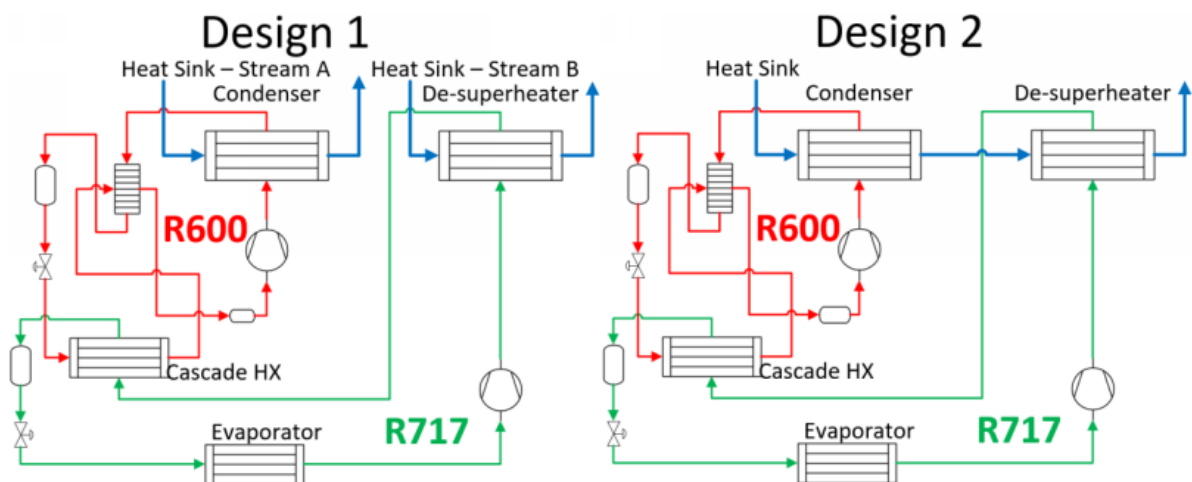 Design 1
Heat Sink – Stream A
Heat Sink – Stream B
Condenser
De-superheater
R600
Cascade HX
R717
Evaporator
Design 2
Heat Sink
Condenser
De-superheater
R600
Cascade HX
R717
Evaporator